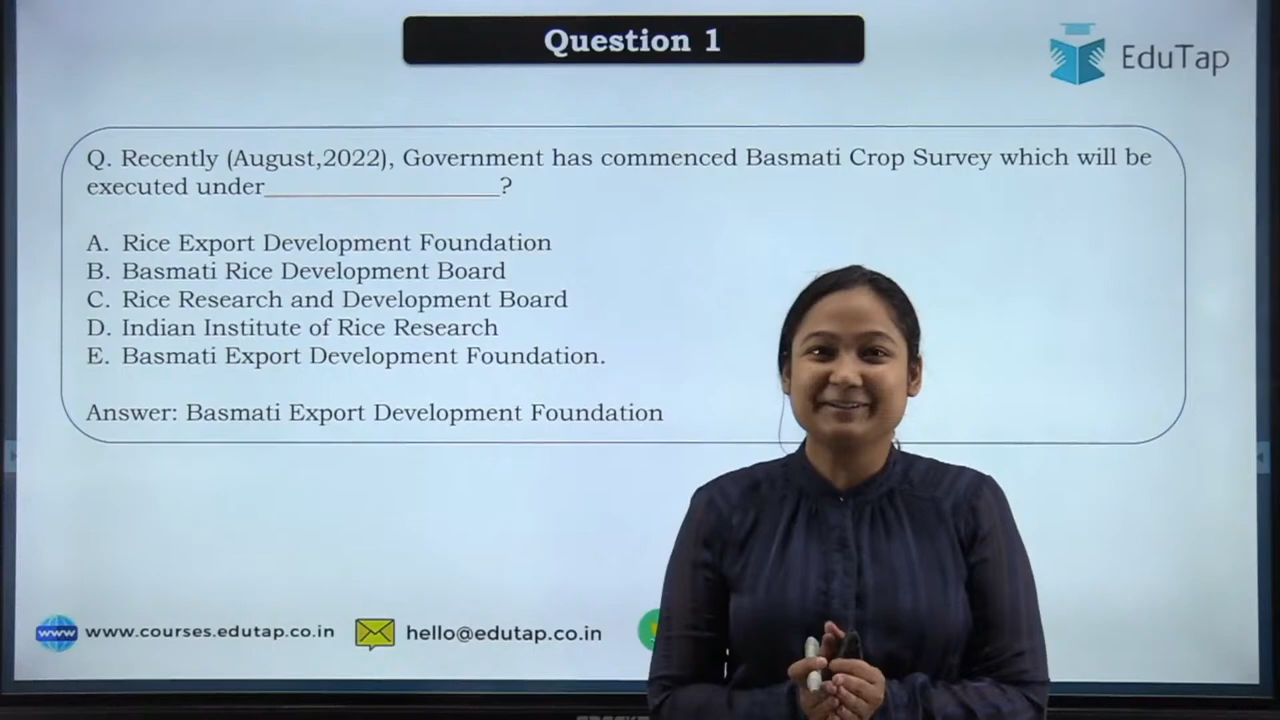 Question 1
EduTap
Q. Recently (August,2022), Government has commenced Basmati Crop Survey which will be
executed under__________________?
A. Rice Export Development Foundation
B. Basmati Rice Development Board
C. Rice Research and Development Board
D. Indian Institute of Rice Research
E. Basmati Export Development Foundation.
Answer: Basmati Export Development Foundation
www www.courses.edutap.co.in hello@edutap.co.in